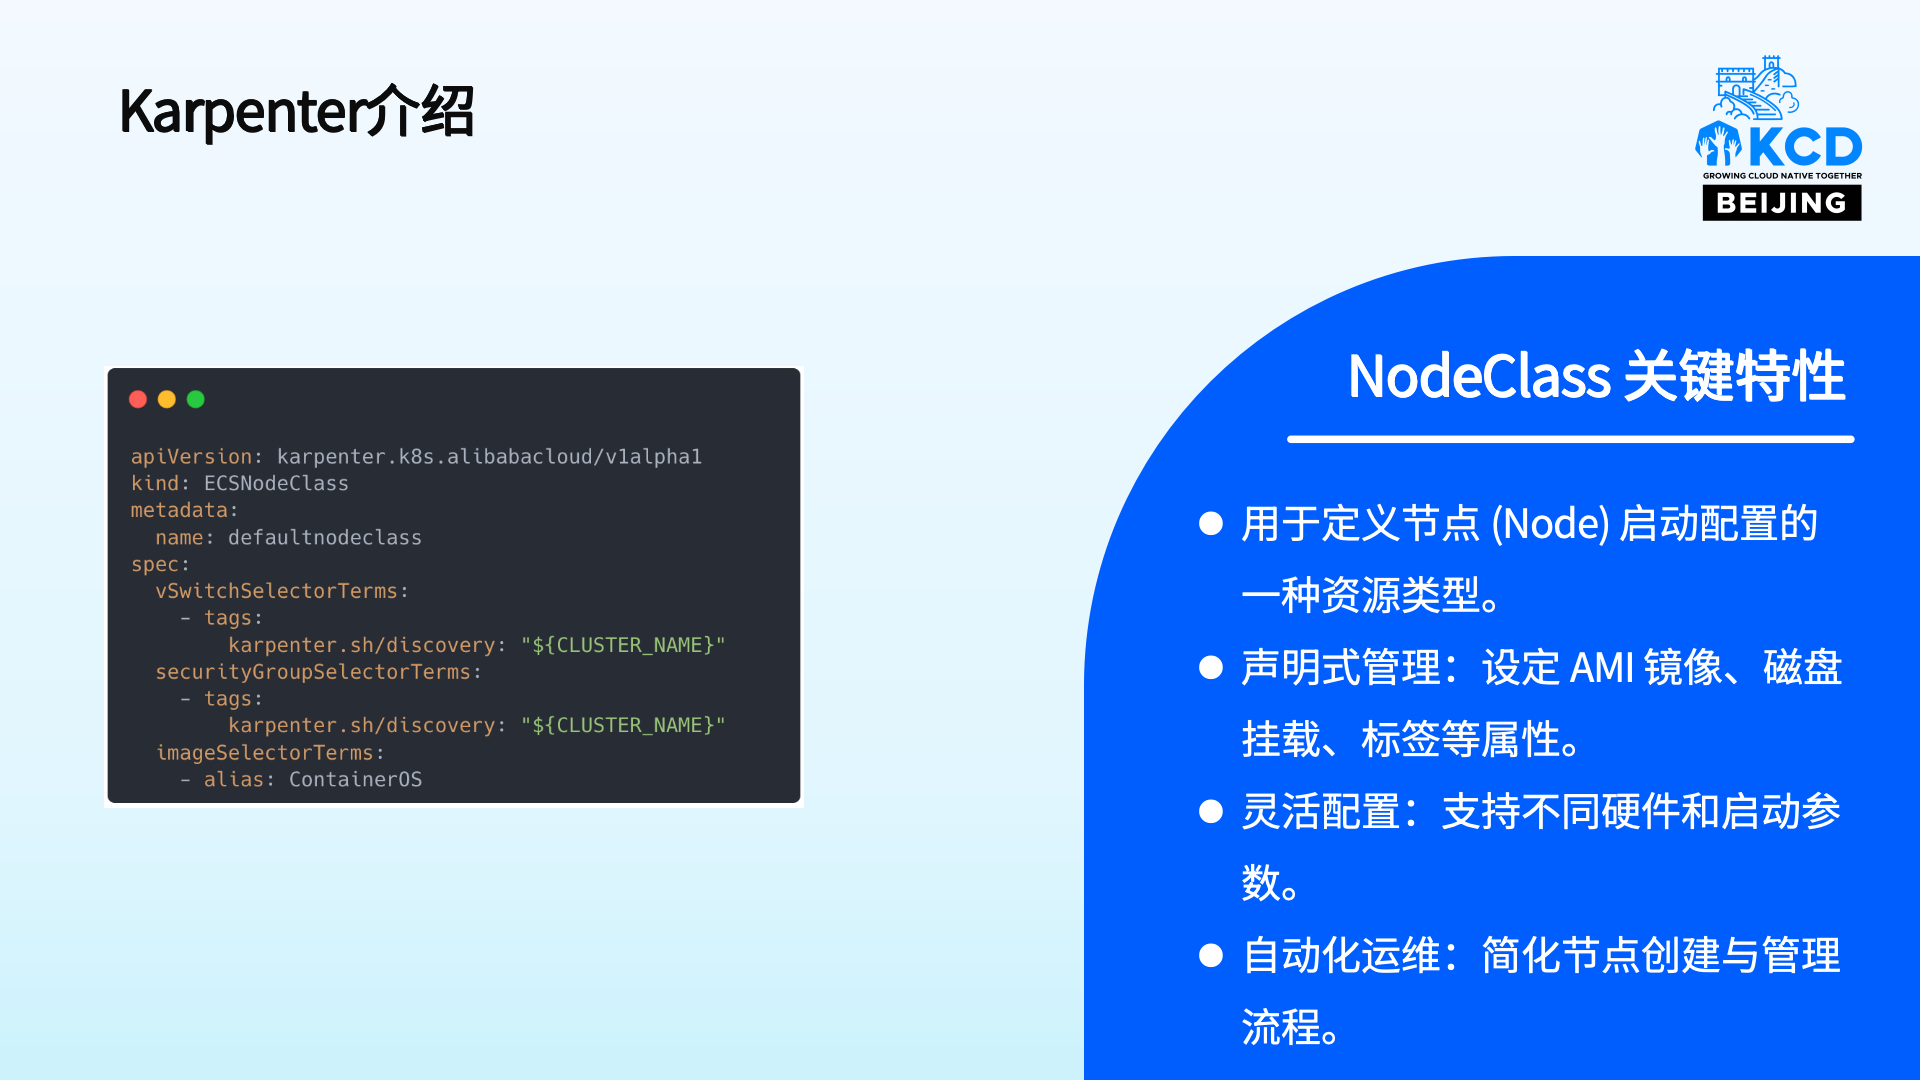 Karpenter介绍
KCD
GROWING CLOUD NATIVE TOGETHER
BEIJING
apiVersion: karpenter.k8s.alibabacloud/v1alpha1
kind: ECSNodeClass
metadata:
  name: defaultnodeclass
spec:
  vSwitchSelectorTerms:
    - tags:
        karpenter.sh/discovery: "${CLUSTER_NAME}"
  securityGroupSelectorTerms:
    - tags:
        karpenter.sh/discovery: "${CLUSTER_NAME}"
  imageSelectorTerms:
    - alias: ContainerOS
NodeClass 关键特性
● 用于定义节点 (Node) 启动配置的
一种资源类型。
● 声明式管理：设定 AMI 镜像、磁盘
挂载、标签等属性。
● 灵活配置：支持不同硬件和启动参
数。
● 自动化运维：简化节点创建与管理
流程。